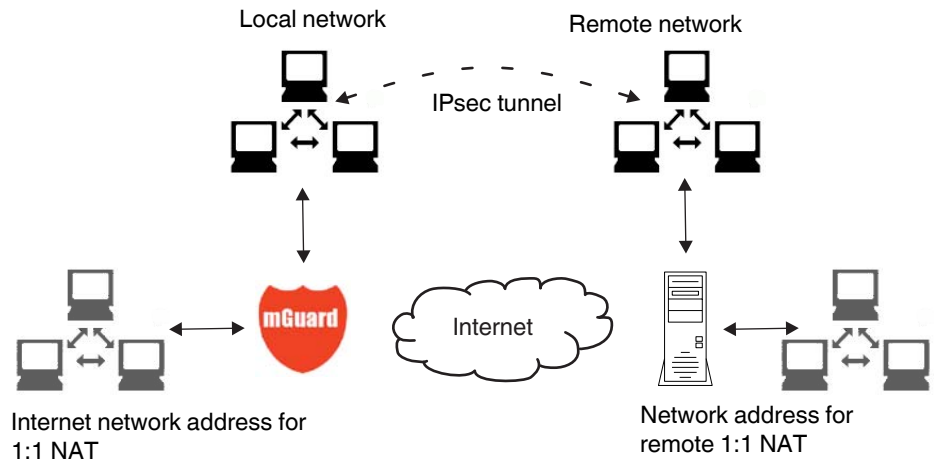 Local network
Remote network
IPsec tunnel
mGuard
Internet
Internet network address for
1:1 NAT
Network address for
remote 1:1 NAT